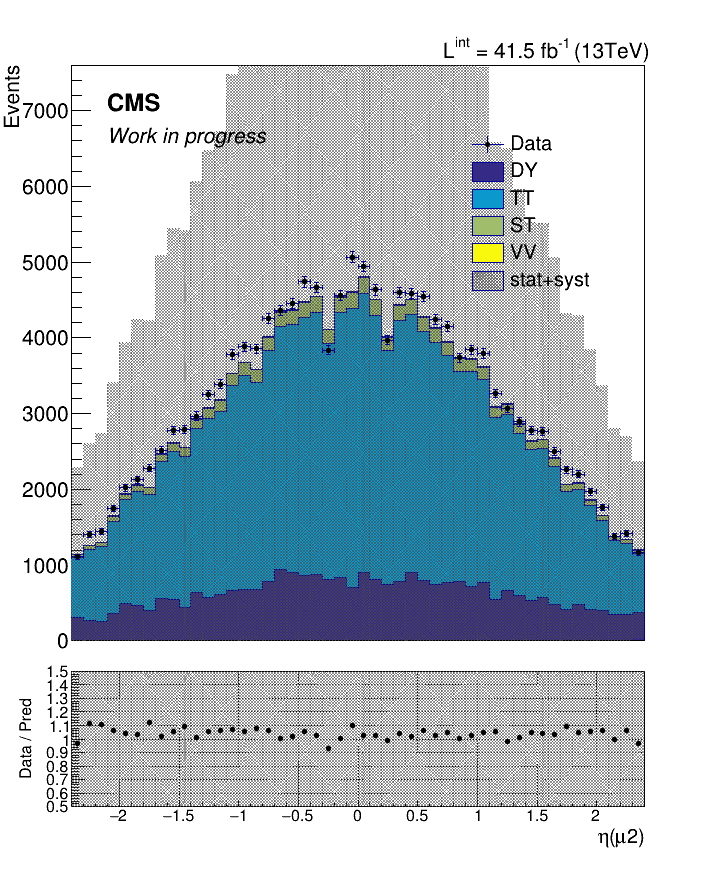 L^int = 41.5 fb^-1 (13TeV)
Events
CMS
Work in progress
Data
DY
TT
ST
VV
stat+syst
7000
6000
5000
4000
3000
2000
1000
0
Data / Pred
1.5
1.4
1.3
1.2
1.1
1
0.9
0.8
0.7
0.6
0.5
−2
−1.5
−1
−0.5
0
0.5
1
1.5
2
η(μ2)